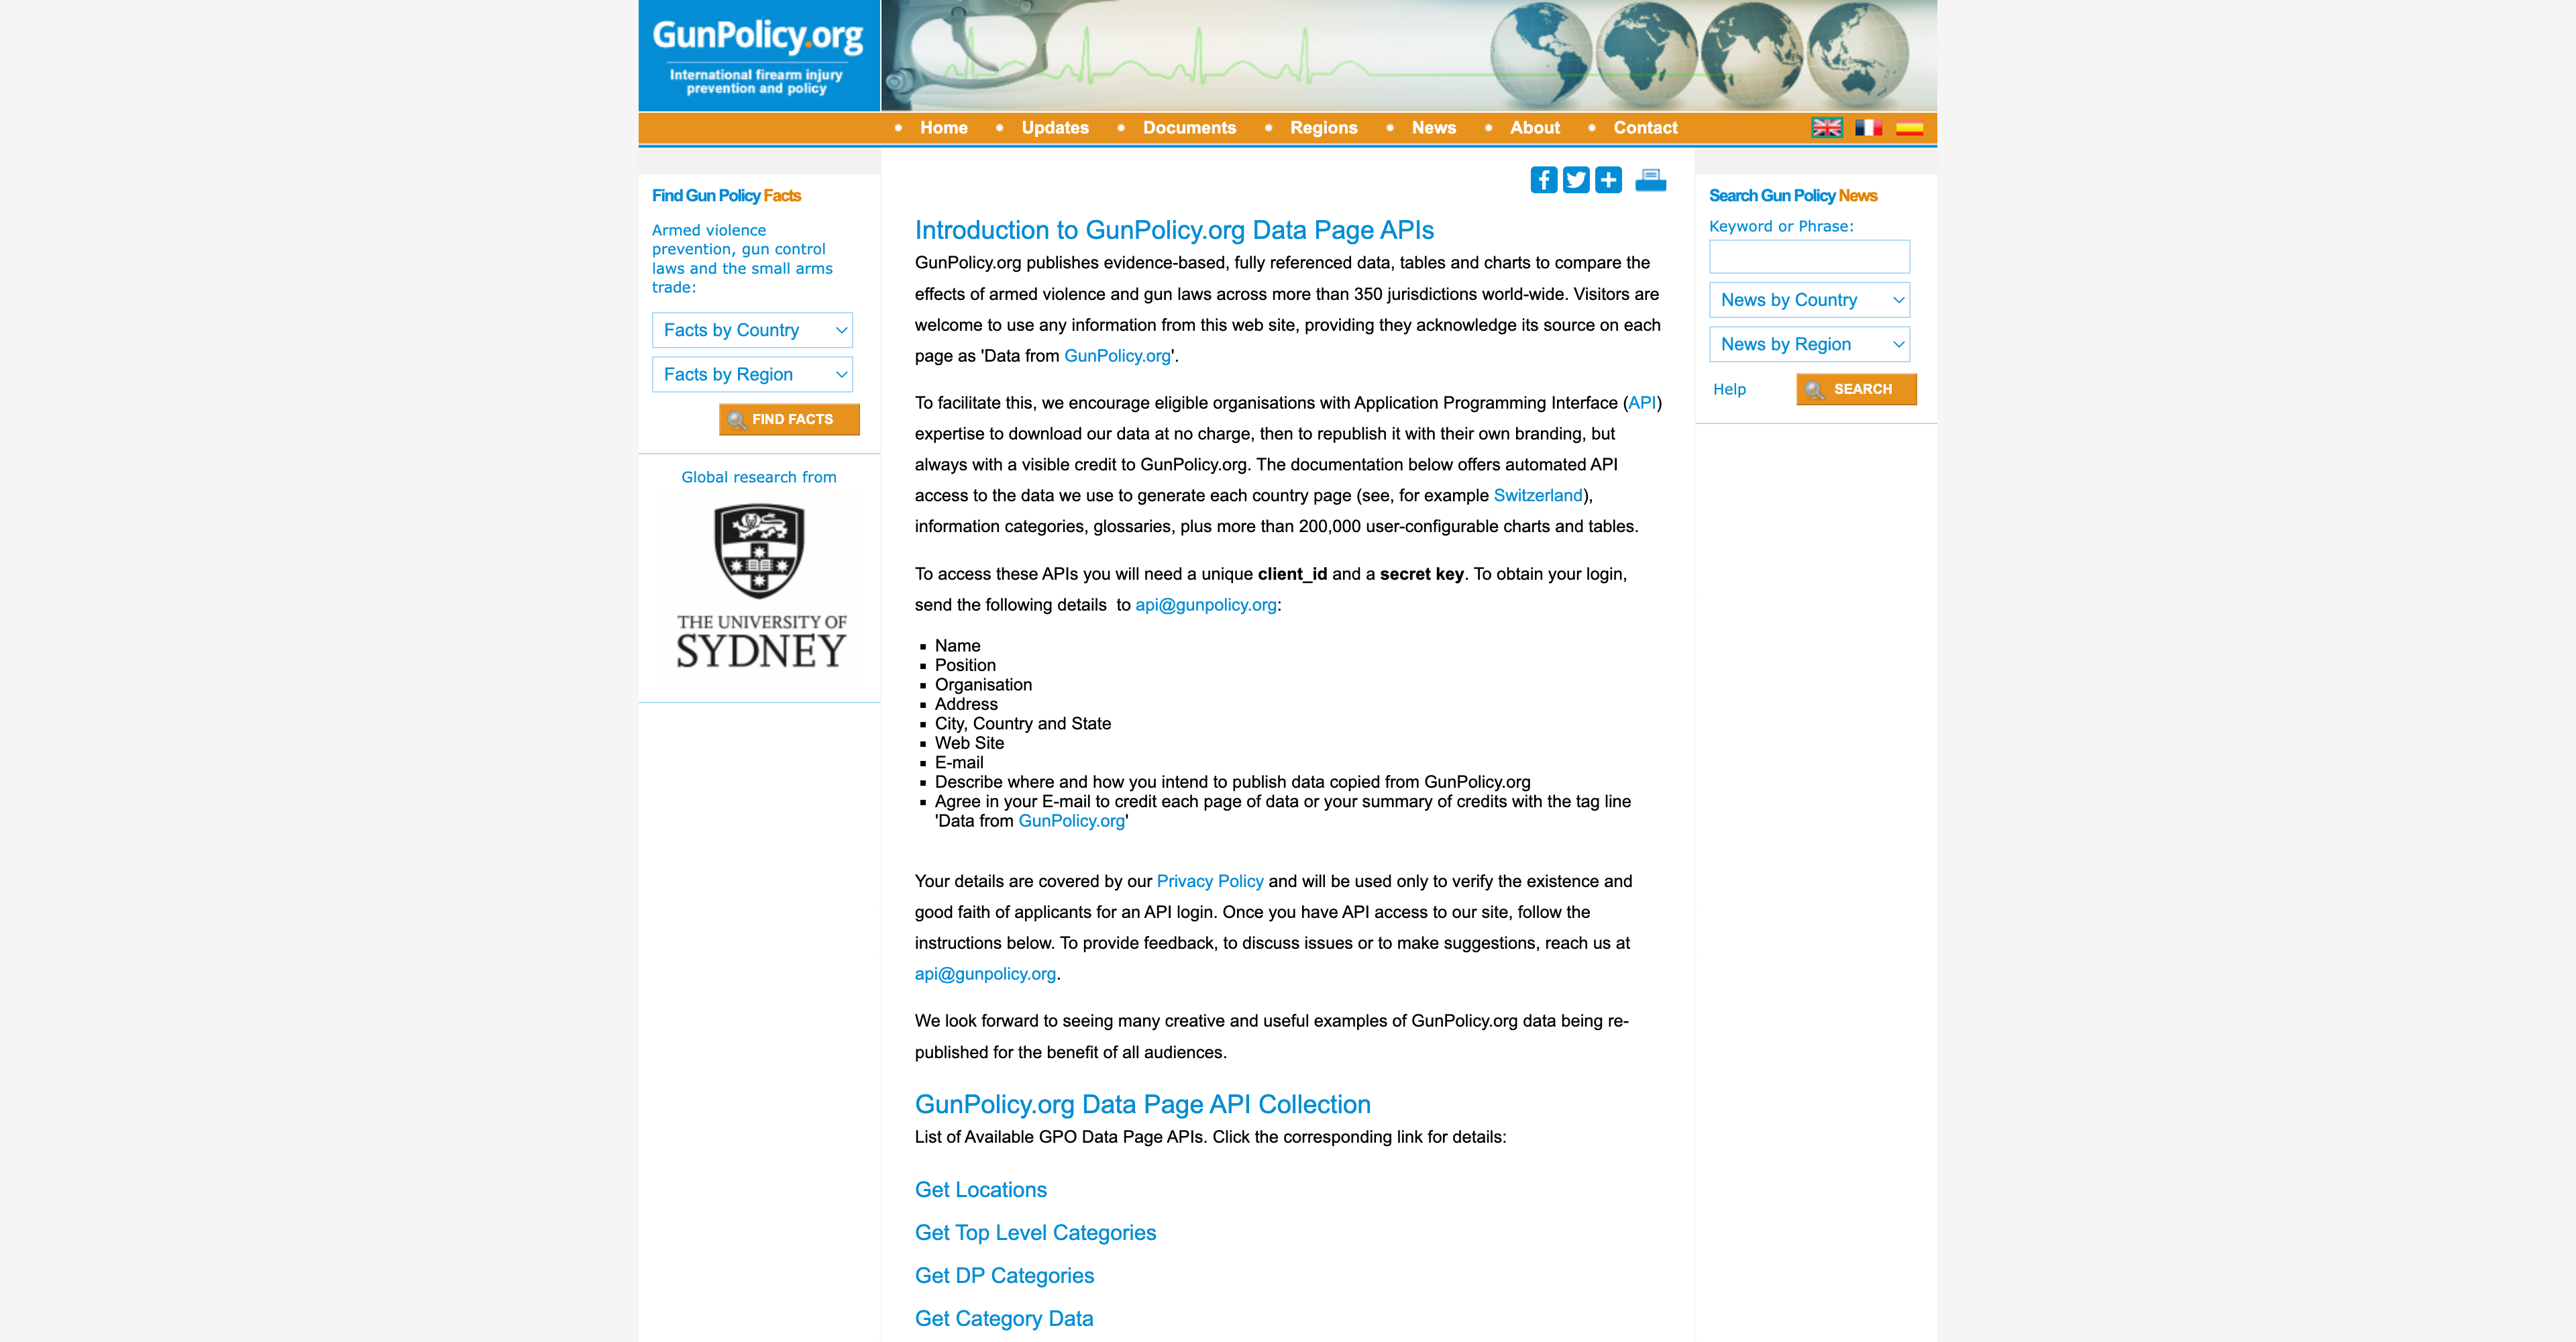 GunPolicy.org
International firearm injury
prevention and policy
Home
Updates
Documents
Regions
News
About
Contact
Find Gun Policy Facts
Armed violence
prevention, gun control
laws and the small arms
trade:
Facts by Country
Facts by Region
FIND FACTS
Global research from
THE UNIVERSITY OF
SYDNEY
Introduction to GunPolicy.org Data Page APIs
GunPolicy.org publishes evidence-based, fully referenced data, tables and charts to compare the
effects of armed violence and gun laws across more than 350 jurisdictions world-wide. Visitors are
welcome to use any information from this web site, providing they acknowledge its source on each
page as 'Data from GunPolicy.org'.
To facilitate this, we encourage eligible organisations with Application Programming Interface (API)
expertise to download our data at no charge, then to republish it with their own branding, but
always with a visible credit to GunPolicy.org. The documentation below offers automated API
access to the data we use to generate each country page (see, for example Switzerland),
information categories, glossaries, plus more than 200,000 user-configurable charts and tables.
To access these APIs you will need a unique client_id and a secret key. To obtain your login,
send the following details  to api@gunpolicy.org:
Name
Position
Organisation
Address
City, Country and State
Web Site
E-mail
Describe where and how you intend to publish data copied from GunPolicy.org
Agree in your E-mail to credit each page of data or your summary of credits with the tag line
'Data from GunPolicy.org'
Your details are covered by our Privacy Policy and will be used only to verify the existence and
good faith of applicants for an API login. Once you have API access to our site, follow the
instructions below. To provide feedback, to discuss issues or to make suggestions, reach us at
api@gunpolicy.org.
We look forward to seeing many creative and useful examples of GunPolicy.org data being re-
published for the benefit of all audiences.
GunPolicy.org Data Page API Collection
List of Available GPO Data Page APIs. Click the corresponding link for details:
Get Locations
Get Top Level Categories
Get DP Categories
Get Category Data
Search Gun Policy News
Keyword or Phrase:
News by Country
News by Region
Help
SEARCH